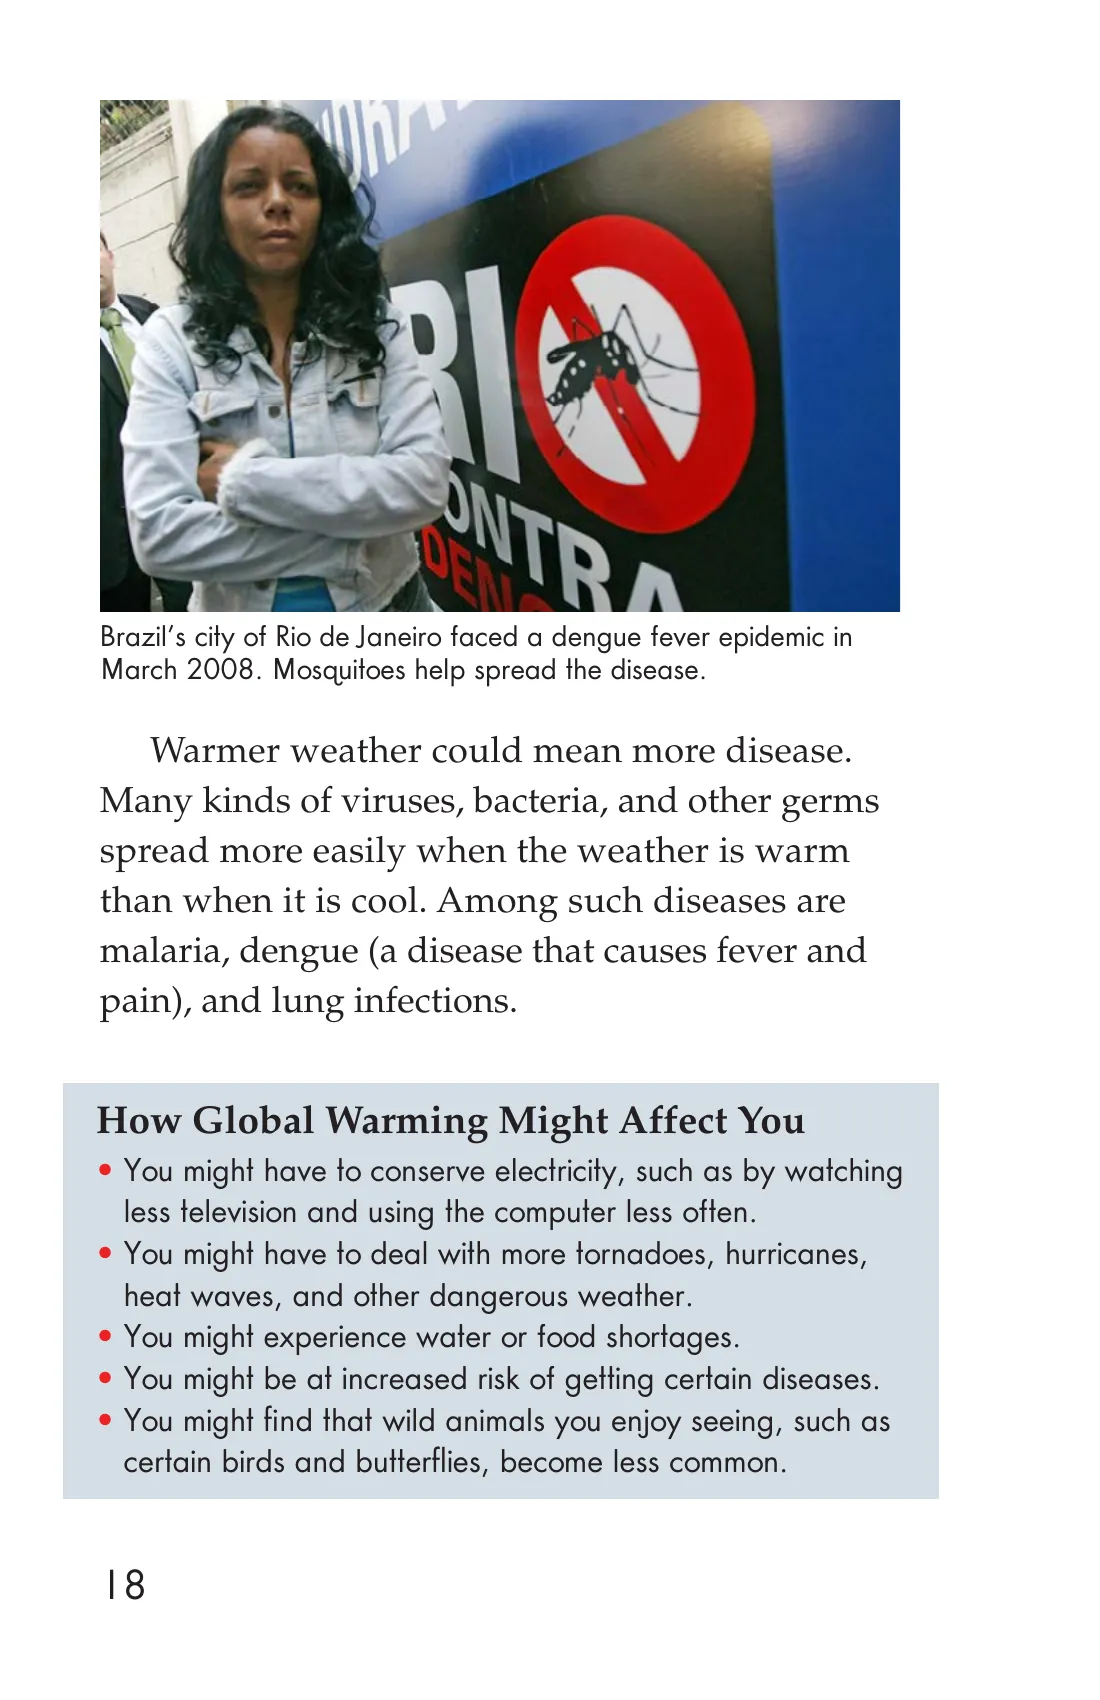 RIO
CONTRA
Brazil’s city of Rio de Janeiro faced a dengue fever epidemic in
March 2008. Mosquitoes help spread the disease.
Warmer weather could mean more disease.
Many kinds of viruses, bacteria, and other germs
spread more easily when the weather is warm
than when it is cool. Among such diseases are
malaria, dengue (a disease that causes fever and
pain), and lung infections.
How Global Warming Might Affect You
• You might have to conserve electricity, such as by watching
less television and using the computer less often.
• You might have to deal with more tornadoes, hurricanes,
heat waves, and other dangerous weather.
• You might experience water or food shortages.
• You might be at increased risk of getting certain diseases.
• You might find that wild animals you enjoy seeing, such as
certain birds and butterflies, become less common.
18